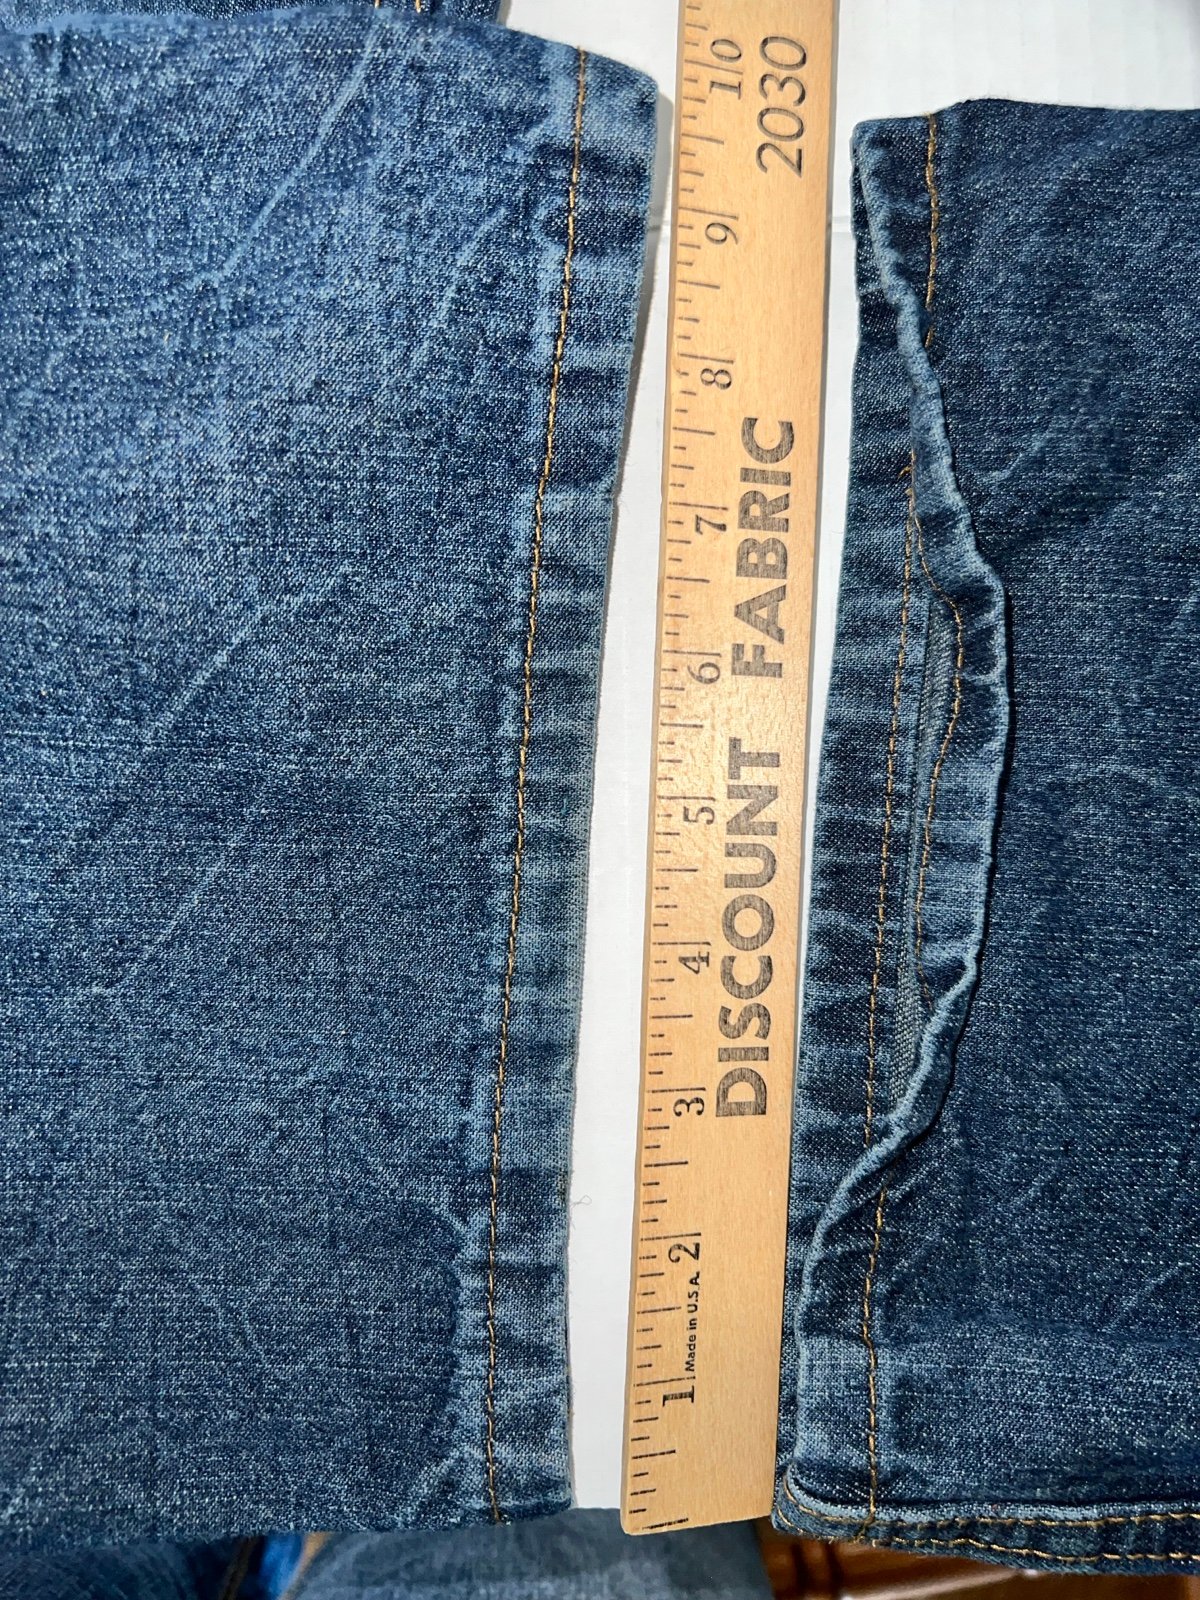 1 2 3 4 5 6 7 8 9 10
Made in U.S.A.
DISCOUNT FABRIC
2030